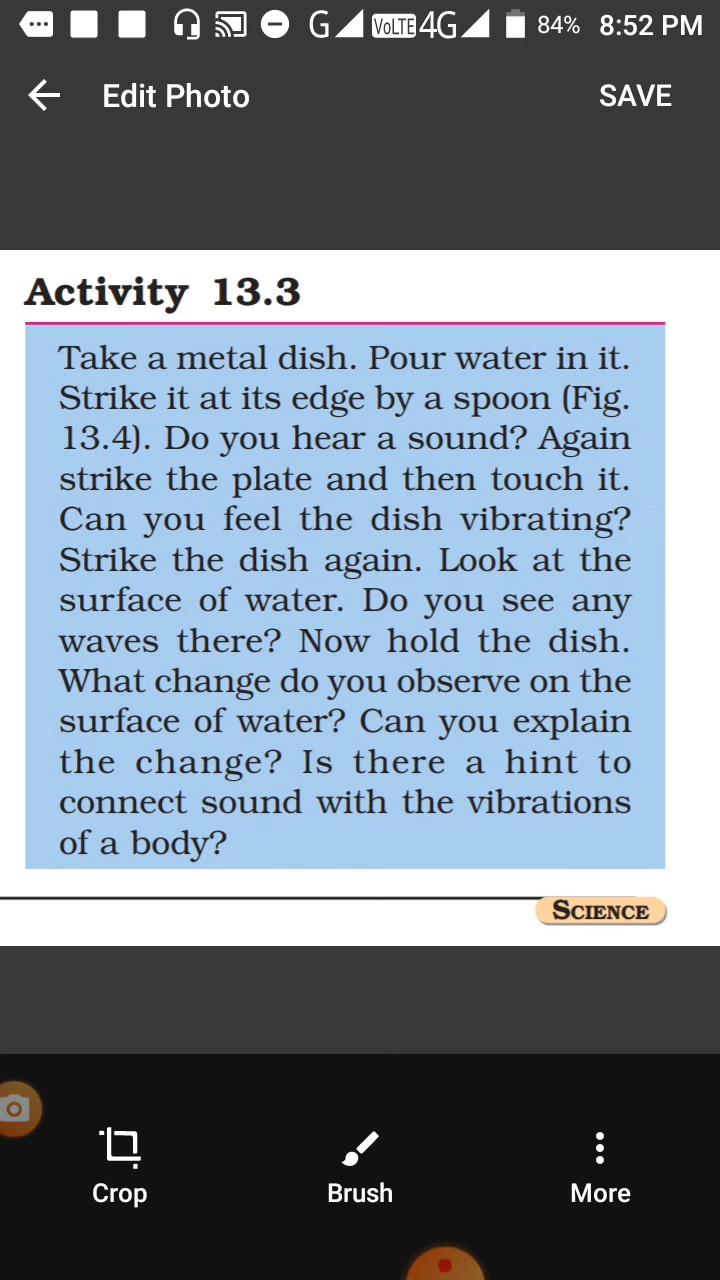 G VoLTE 4G 84% 8:52 PM
Edit Photo SAVE
Activity 13.3
Take a metal dish. Pour water in it.
Strike it at its edge by a spoon (Fig.
13.4). Do you hear a sound? Again
strike the plate and then touch it.
Can you feel the dish vibrating?
Strike the dish again. Look at the
surface of water. Do you see any
waves there? Now hold the dish.
What change do you observe on the
surface of water? Can you explain
the change? Is there a hint to
connect sound with the vibrations
of a body?
SCIENCE
Crop Brush More